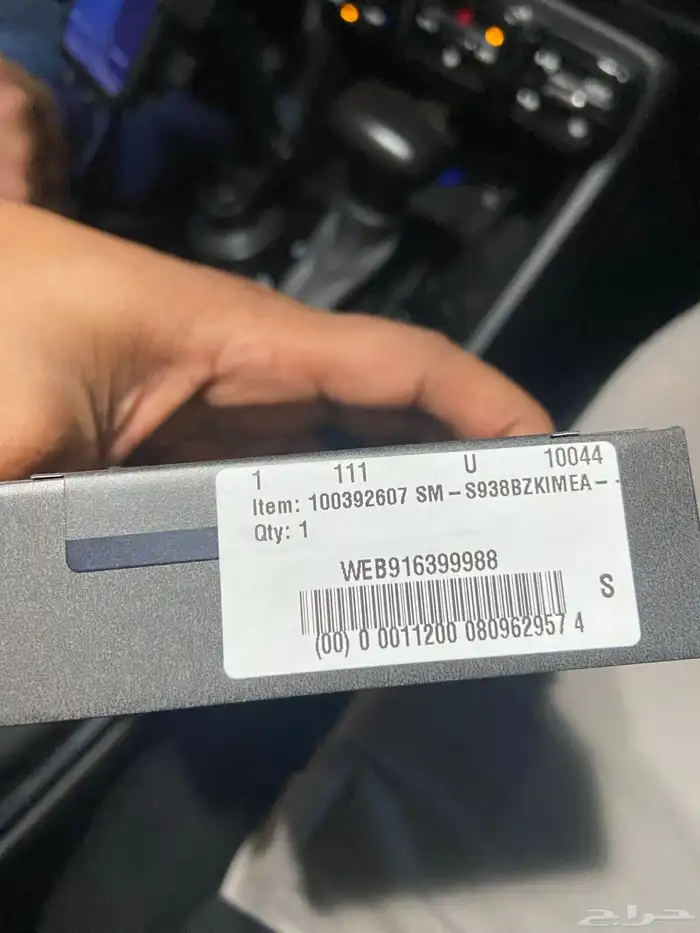 1 111 U 10044
Item: 100392607 SM-S938BZKIMEA--
Qty: 1
WEB916399988
S
(00) 0 0011200 080962957 4
حراج